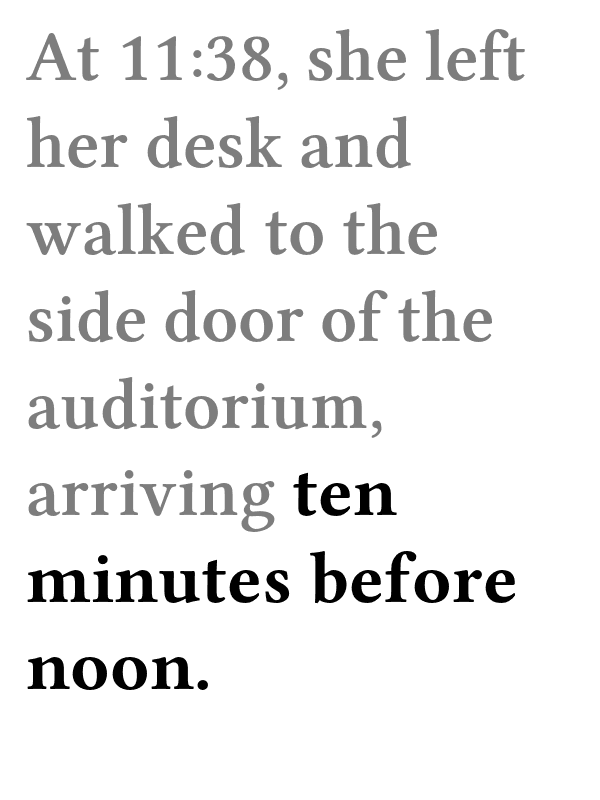 At 11:38, she left
her desk and
walked to the
side door of the
auditorium,
arriving ten
minutes before
noon.